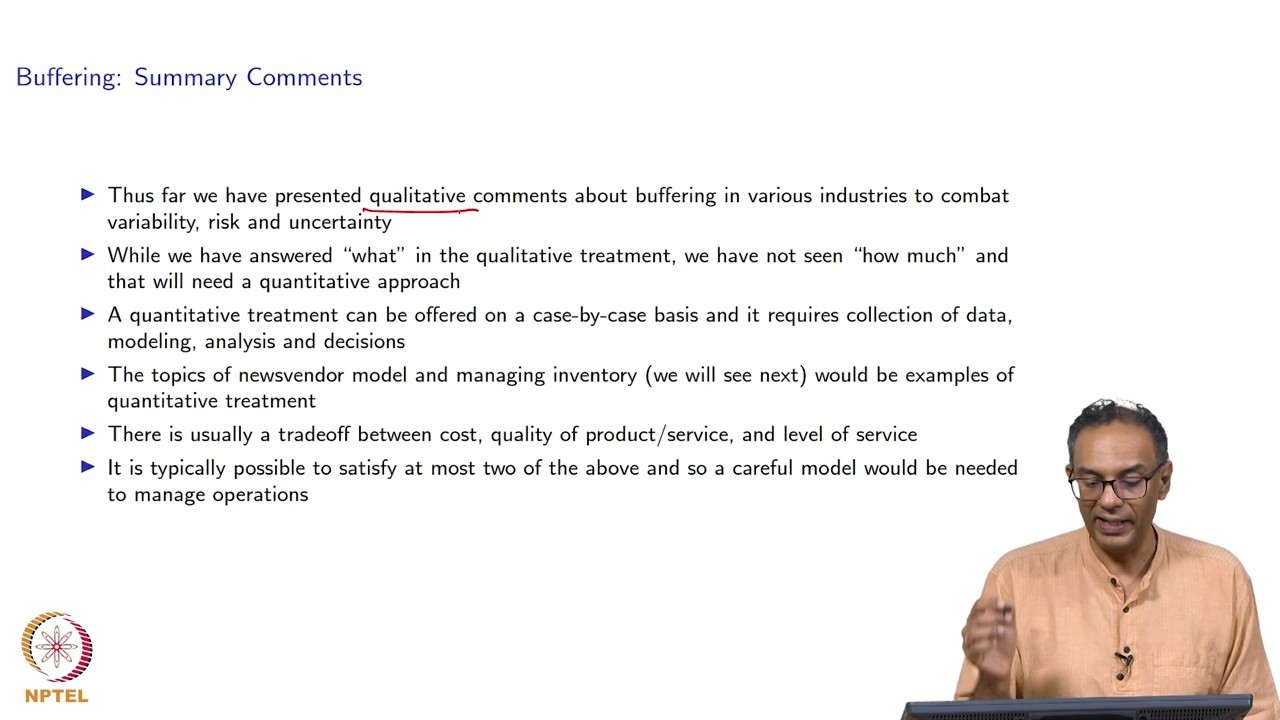 Buffering: Summary Comments
Thus far we have presented qualitative comments about buffering in various industries to combat
variability, risk and uncertainty
While we have answered “what” in the qualitative treatment, we have not seen “how much” and
that will need a quantitative approach
A quantitative treatment can be offered on a case-by-case basis and it requires collection of data,
modeling, analysis and decisions
The topics of newsvendor model and managing inventory (we will see next) would be examples of
quantitative treatment
There is usually a tradeoff between cost, quality of product/service, and level of service
It is typically possible to satisfy at most two of the above and so a careful model would be needed
to manage operations
NPTEL